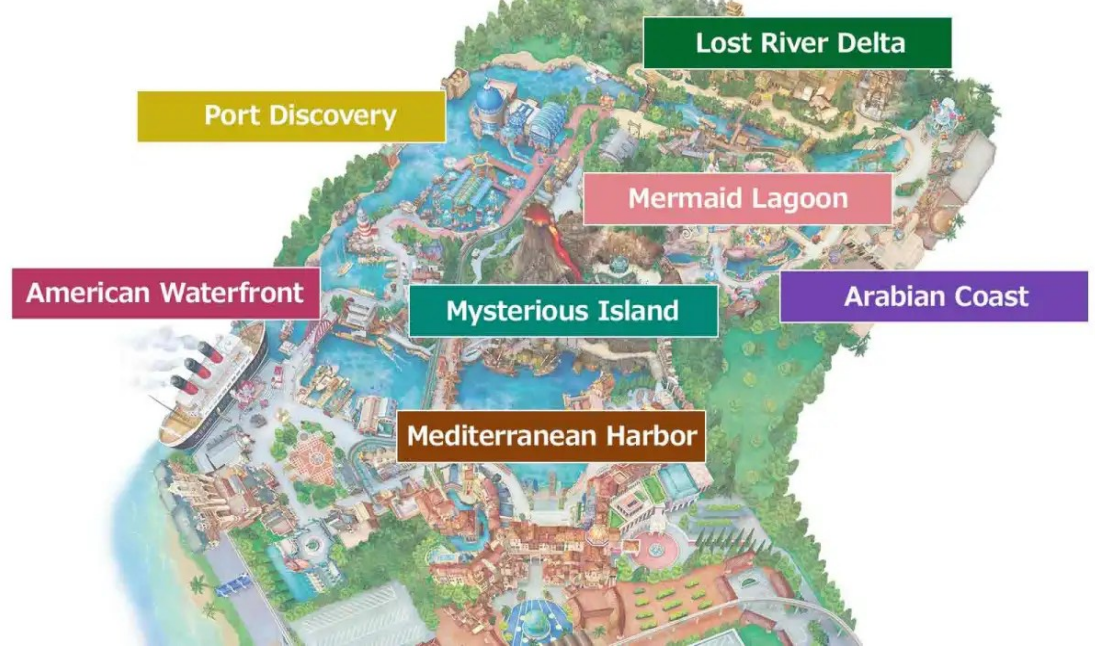 Lost River Delta
Port Discovery
Mermaid Lagoon
American Waterfront
Mysterious Island
Arabian Coast
Mediterranean Harbor